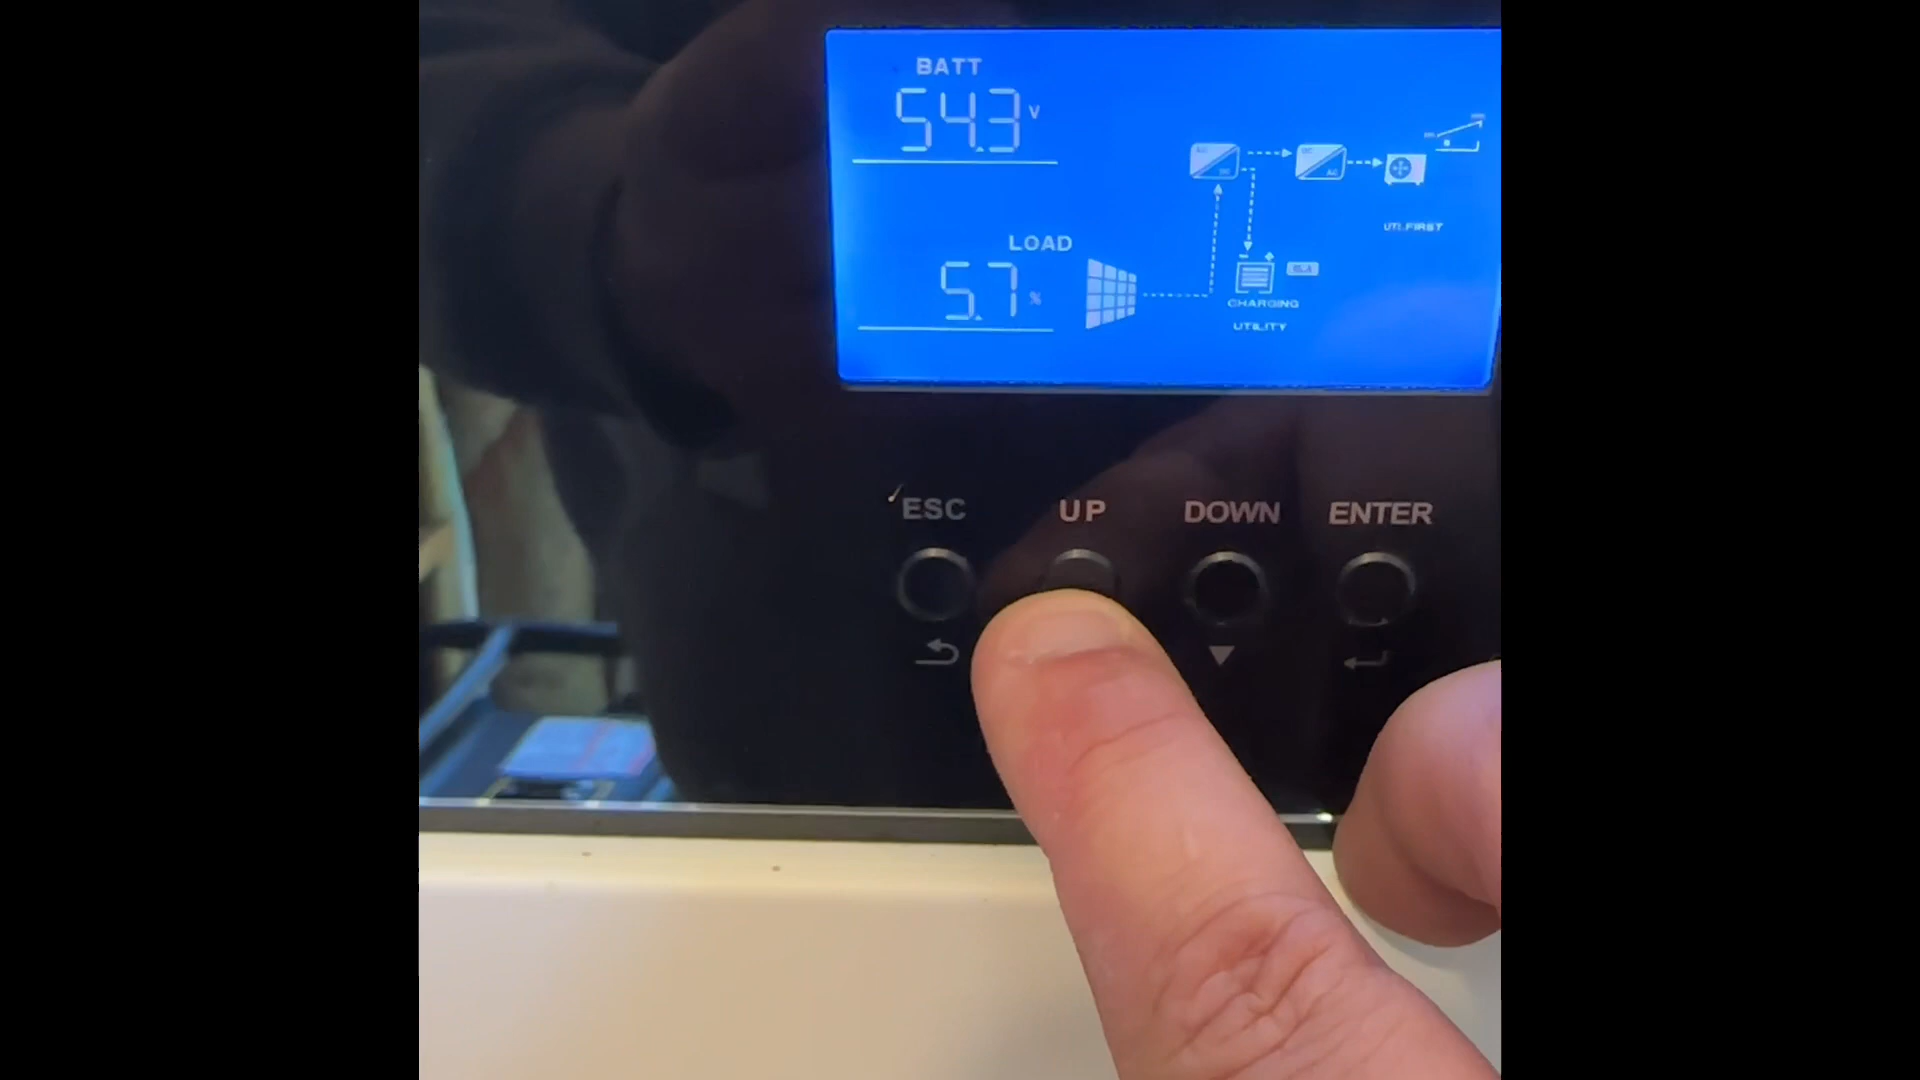 BATT
54.3 V
LOAD
5.7 %
UTI.FIRST
CHARGING
UTILITY
ESC UP DOWN ENTER